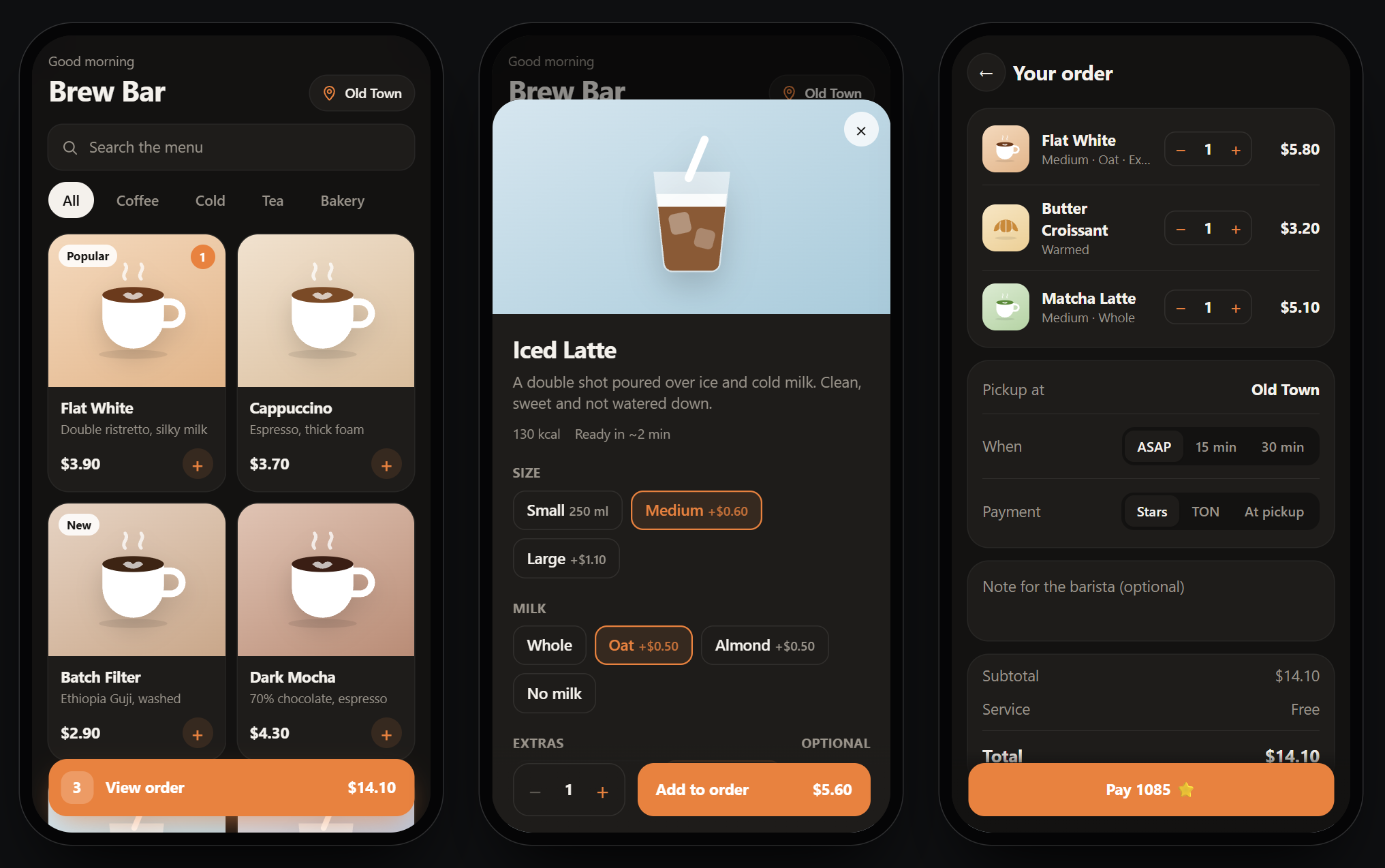 Good morning
Brew Bar
Old Town
Search the menu
All Coffee Cold Tea Bakery
Popular
1
Flat White
Double ristretto, silky milk
$3.90 +
Cappuccino
Espresso, thick foam
$3.70 +
New
Batch Filter
Ethiopia Guji, washed
$2.90 +
Dark Mocha
70% chocolate, espresso
$4.30 +
3 View order $14.10
Good morning
Brew Bar
Old Town
×
Iced Latte
A double shot poured over ice and cold milk. Clean,
sweet and not watered down.
130 kcal Ready in ~2 min
SIZE
Small 250 ml Medium +$0.60
Large +$1.10
MILK
Whole Oat +$0.50 Almond +$0.50
No milk
EXTRAS OPTIONAL
− 1 + Add to order $5.60
← Your order
Flat White
Medium · Oat · Ex...
− 1 + $5.80
Butter
Croissant
Warmed
− 1 + $3.20
Matcha Latte
Medium · Whole
− 1 + $5.10
Pickup at Old Town
When ASAP 15 min 30 min
Payment Stars TON At pickup
Note for the barista (optional)
Subtotal $14.10
Service Free
Total $14.10
Pay 1085 ⭐